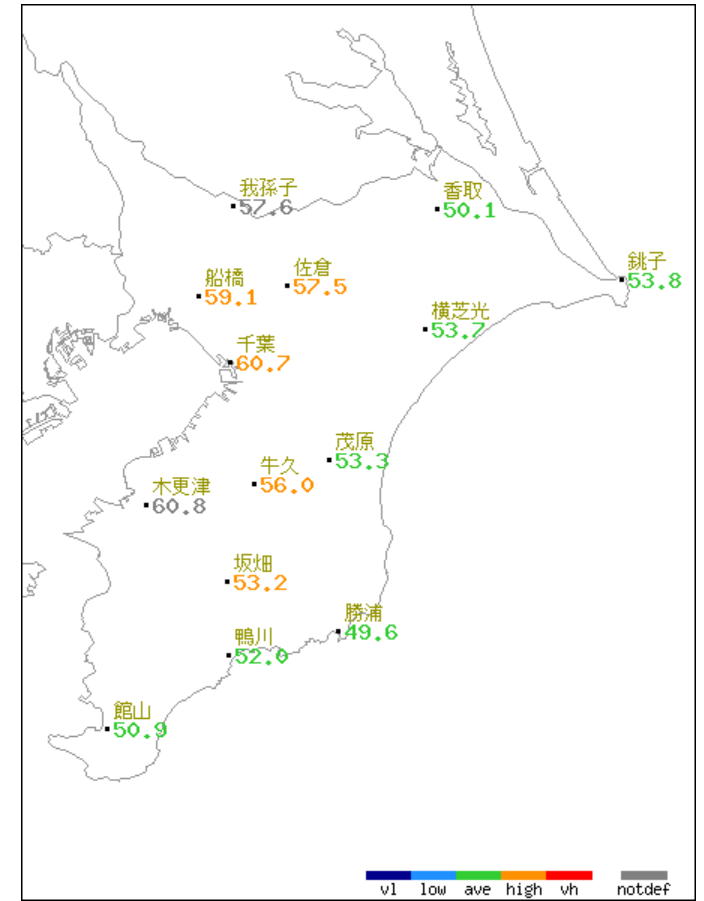 我孫子
57.6
香取
50.1
銚子
53.8
船橋
59.1
佐倉
57.5
横芝光
53.7
千葉
60.7
茂原
53.3
牛久
56.0
木更津
60.8
坂畑
53.2
勝浦
49.6
鴨川
52.0
館山
50.9
vl low ave high vh notdef